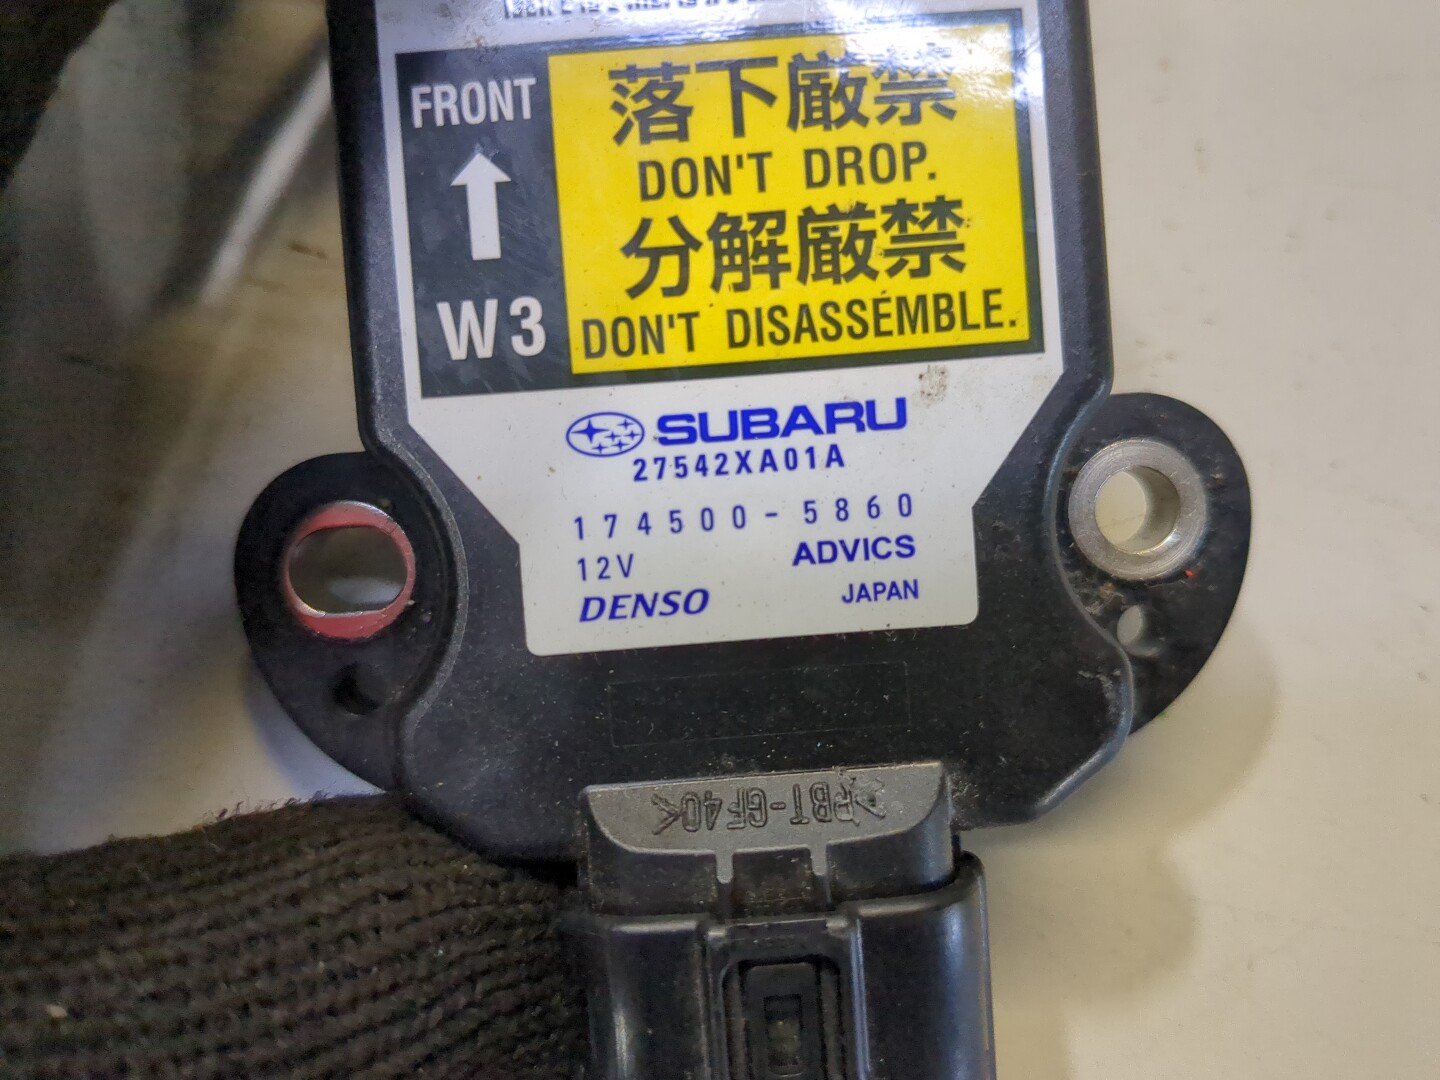 FRONT
W3
落下厳禁
DON'T DROP.
分解厳禁
DON'T DISASSEMBLE.
SUBARU
27542XA01A
174500-5860
12V ADVICS
DENSO JAPAN
>PBT-GF40<